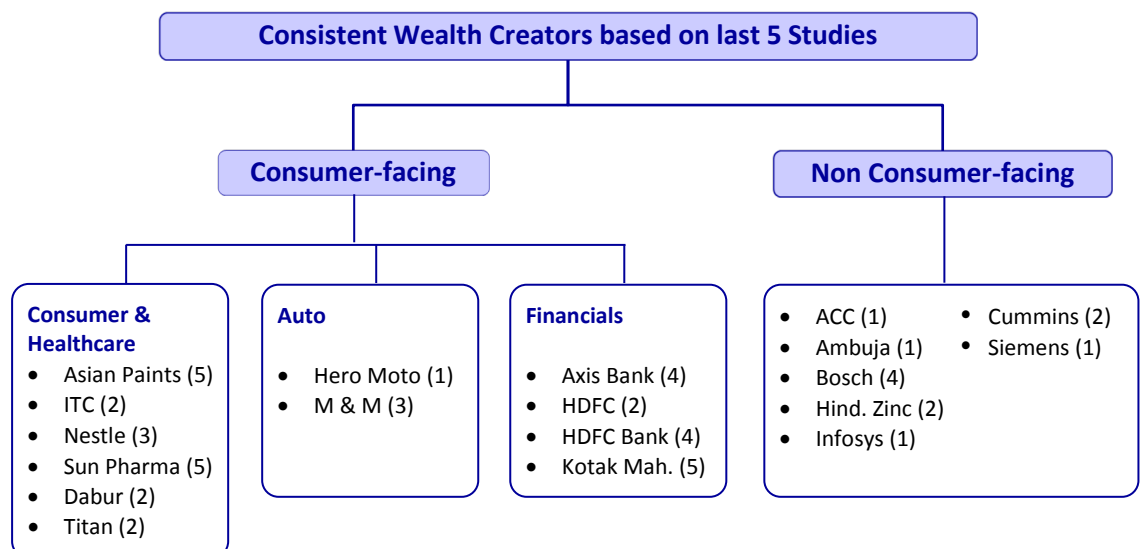 Consistent Wealth Creators based on last 5 Studies
Consumer-facing
Non Consumer-facing
Consumer &
Healthcare
• Asian Paints (5)
• ITC (2)
• Nestle (3)
• Sun Pharma (5)
• Dabur (2)
• Titan (2)
Auto
• Hero Moto (1)
• M & M (3)
Financials
• Axis Bank (4)
• HDFC (2)
• HDFC Bank (4)
• Kotak Mah. (5)
• ACC (1)
• Ambuja (1)
• Bosch (4)
• Hind. Zinc (2)
• Infosys (1)
• Cummins (2)
• Siemens (1)